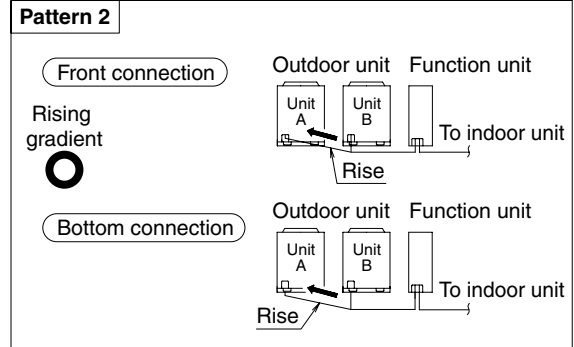 Pattern 2
Front connection
Rising
gradient
Outdoor unit Function unit
Unit
A
Unit
B
To indoor unit
Rise
Bottom connection
Outdoor unit Function unit
Unit
A
Unit
B
To indoor unit
Rise